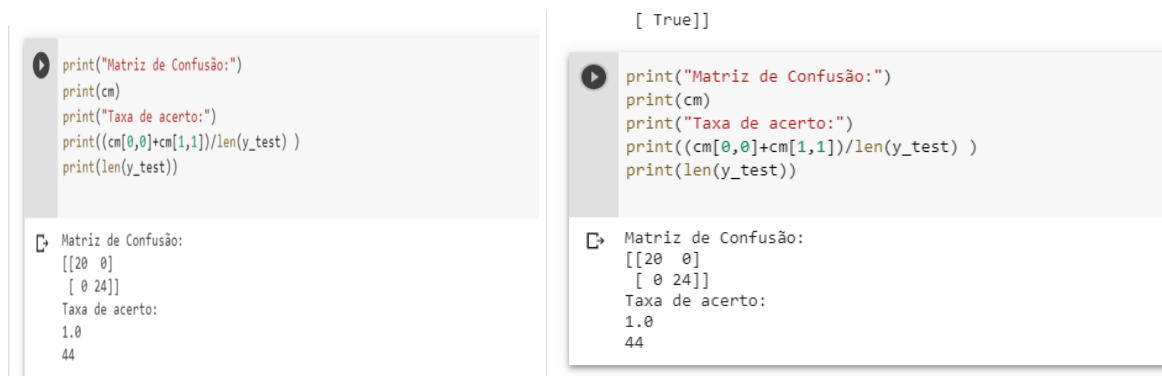 print("Matriz de Confusão:")
print(cm)
print("Taxa de acerto:")
print((cm[0,0]+cm[1,1])/len(y_test) )
print(len(y_test))
Matriz de Confusão:
[[20  0]
 [ 0 24]]
Taxa de acerto:
1.0
44
[ True]]
print("Matriz de Confusão:")
print(cm)
print("Taxa de acerto:")
print((cm[0,0]+cm[1,1])/len(y_test) )
print(len(y_test))
Matriz de Confusão:
[[20  0]
 [ 0 24]]
Taxa de acerto:
1.0
44